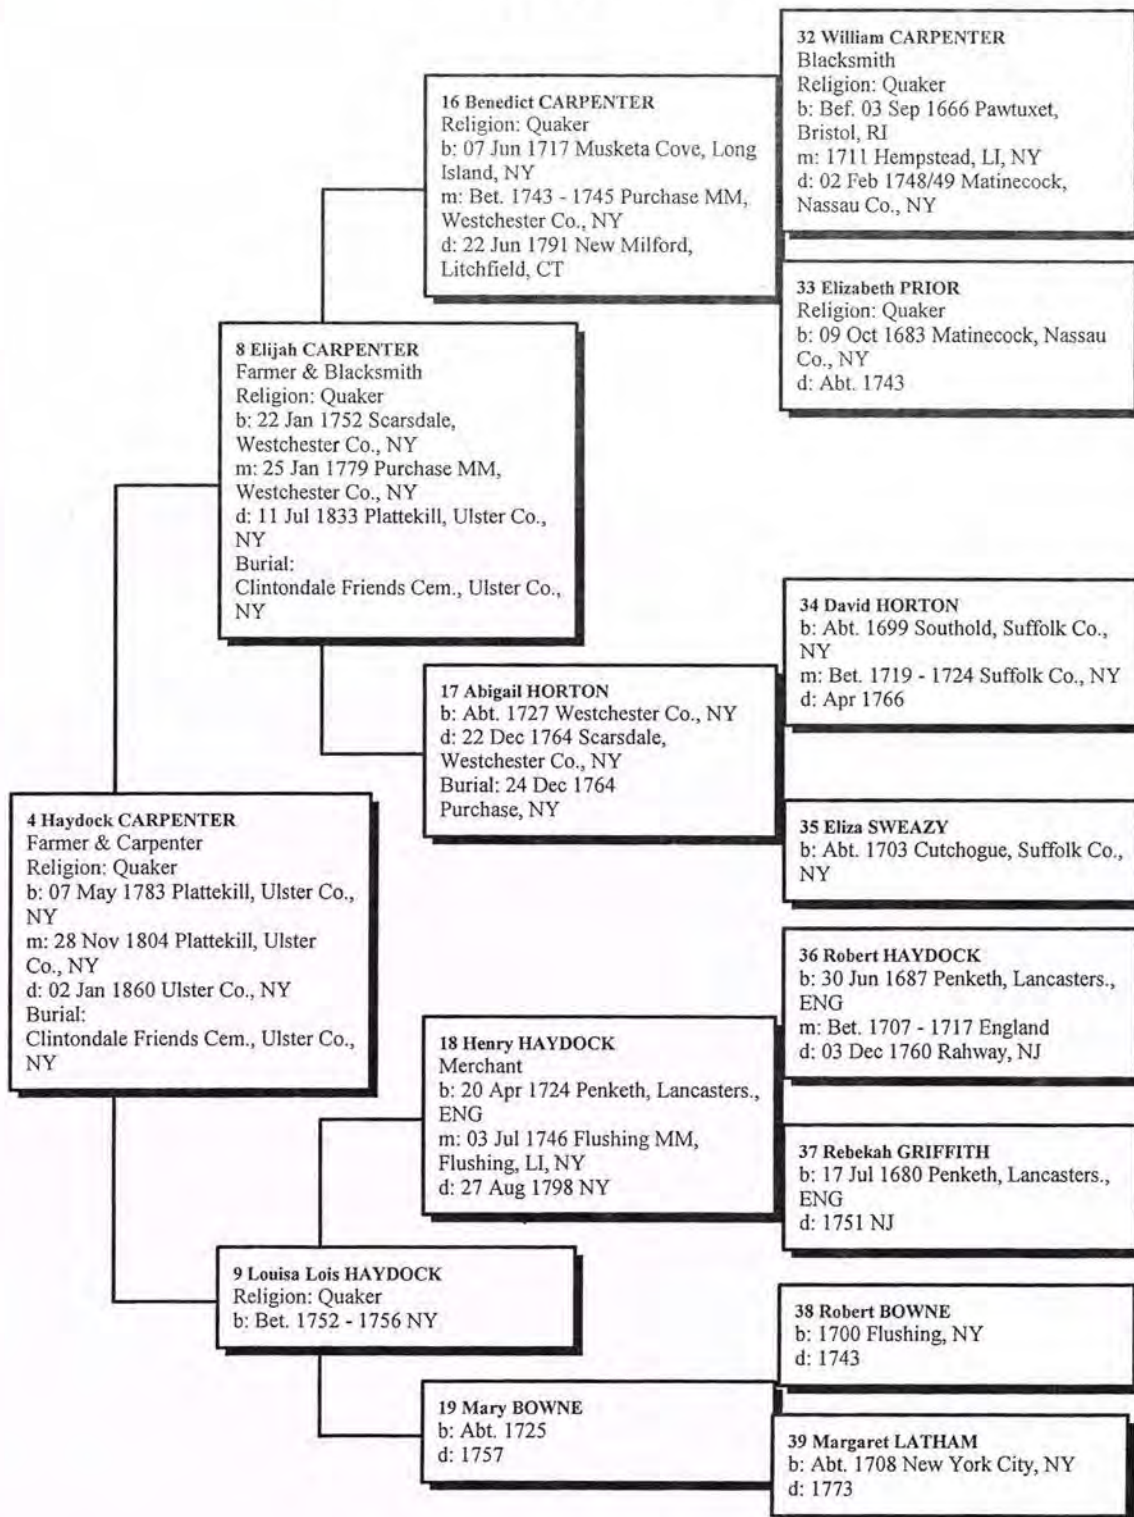 32 William CARPENTER
Blacksmith
Religion: Quaker
b: Bef. 03 Sep 1666 Pawtuxet,
Bristol, RI
m: 1711 Hempstead, LI, NY
d: 02 Feb 1748/49 Matinecock,
Nassau Co., NY
16 Benedict CARPENTER
Religion: Quaker
b: 07 Jun 1717 Musketa Cove, Long
Island, NY
m: Bet. 1743 - 1745 Purchase MM,
Westchester Co., NY
d: 22 Jun 1791 New Milford,
Litchfield, CT
33 Elizabeth PRIOR
Religion: Quaker
b: 09 Oct 1683 Matinecock, Nassau
Co., NY
d: Abt. 1743
8 Elijah CARPENTER
Farmer & Blacksmith
Religion: Quaker
b: 22 Jan 1752 Scarsdale,
Westchester Co., NY
m: 25 Jan 1779 Purchase MM,
Westchester Co., NY
d: 11 Jul 1833 Plattekill, Ulster Co.,
NY
Burial:
Clintondale Friends Cem., Ulster Co.,
NY
34 David HORTON
b: Abt. 1699 Southold, Suffolk Co.,
NY
m: Bet. 1719 - 1724 Suffolk Co., NY
d: Apr 1766
17 Abigail HORTON
b: Abt. 1727 Westchester Co., NY
d: 22 Dec 1764 Scarsdale,
Westchester Co., NY
Burial: 24 Dec 1764
Purchase, NY
35 Eliza SWEAZY
b: Abt. 1703 Cutchogue, Suffolk Co.,
NY
4 Haydock CARPENTER
Farmer & Carpenter
Religion: Quaker
b: 07 May 1783 Plattekill, Ulster Co.,
NY
m: 28 Nov 1804 Plattekill, Ulster
Co., NY
d: 02 Jan 1860 Ulster Co., NY
Burial:
Clintondale Friends Cem., Ulster Co.,
NY
36 Robert HAYDOCK
b: 30 Jun 1687 Penketh, Lancasters.,
ENG
m: Bet. 1707 - 1717 England
d: 03 Dec 1760 Rahway, NJ
18 Henry HAYDOCK
Merchant
b: 20 Apr 1724 Penketh, Lancasters.,
ENG
m: 03 Jul 1746 Flushing MM,
Flushing, LI, NY
d: 27 Aug 1798 NY
37 Rebekah GRIFFITH
b: 17 Jul 1680 Penketh, Lancasters.,
ENG
d: 1751 NJ
9 Louisa Lois HAYDOCK
Religion: Quaker
b: Bet. 1752 - 1756 NY
38 Robert BOWNE
b: 1700 Flushing, NY
d: 1743
19 Mary BOWNE
b: Abt. 1725
d: 1757
39 Margaret LATHAM
b: Abt. 1708 New York City, NY
d: 1773